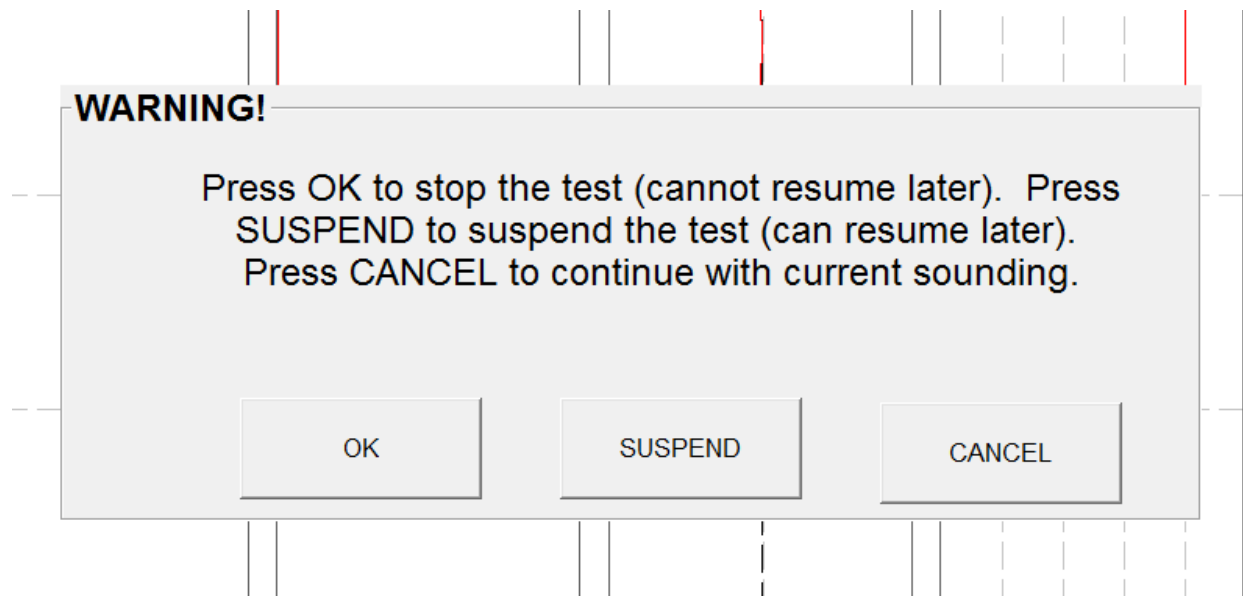 WARNING!
Press OK to stop the test (cannot resume later).  Press
SUSPEND to suspend the test (can resume later).
Press CANCEL to continue with current sounding.
OK
SUSPEND
CANCEL